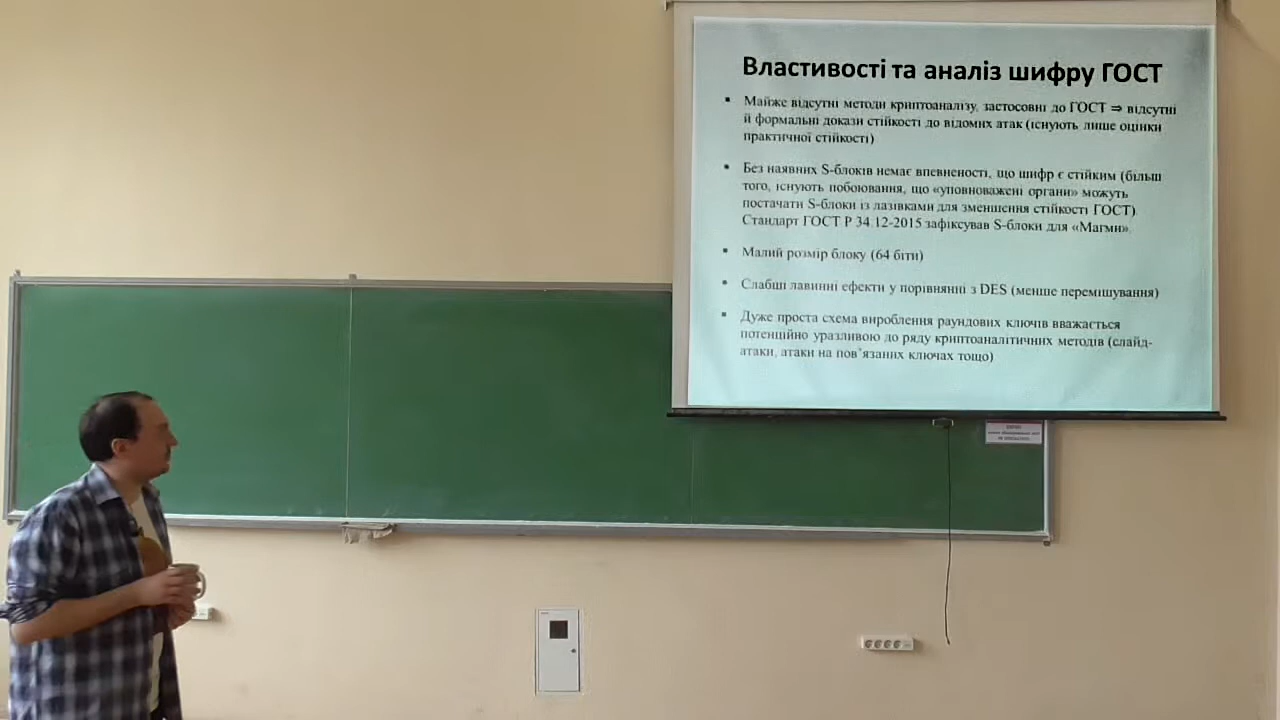 Властивості та аналіз шифру ГОСТ
▪ Майже відсутні методи криптоаналізу, застосовні до ГОСТ ⇒ відсутні
й формальні докази стійкості до відомих атак (існують лише оцінки
практичної стійкості)
▪ Без наявних S-блоків немає впевненості, що шифр є стійким (більш
того, існують побоювання, що «уповноважені органи» можуть
постачати S-блоки із лазівками для зменшення стійкості ГОСТ).
Стандарт ГОСТ Р 34.12-2015 зафіксував S-блоки для «Магми».
▪ Малий розмір блоку (64 біти)
▪ Слабші лавинні ефекти у порівнянні з DES (менше перемішування)
▪ Дуже проста схема вироблення раундових ключів вважається
потенційно уразливою до ряду криптоаналітичних методів (слайд-
атаки, атаки на пов’язаних ключах тощо)